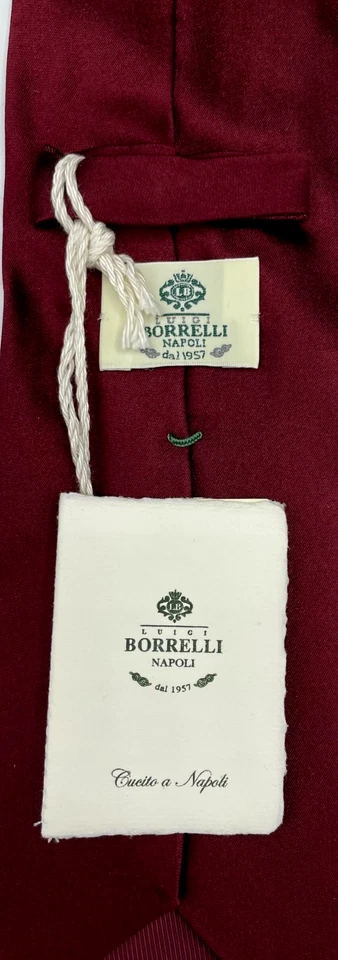 LB
LUIGI
BORRELLI
NAPOLI
dal 1957
LB
LUIGI
BORRELLI
NAPOLI
dal 1957
Cucito a Napoli